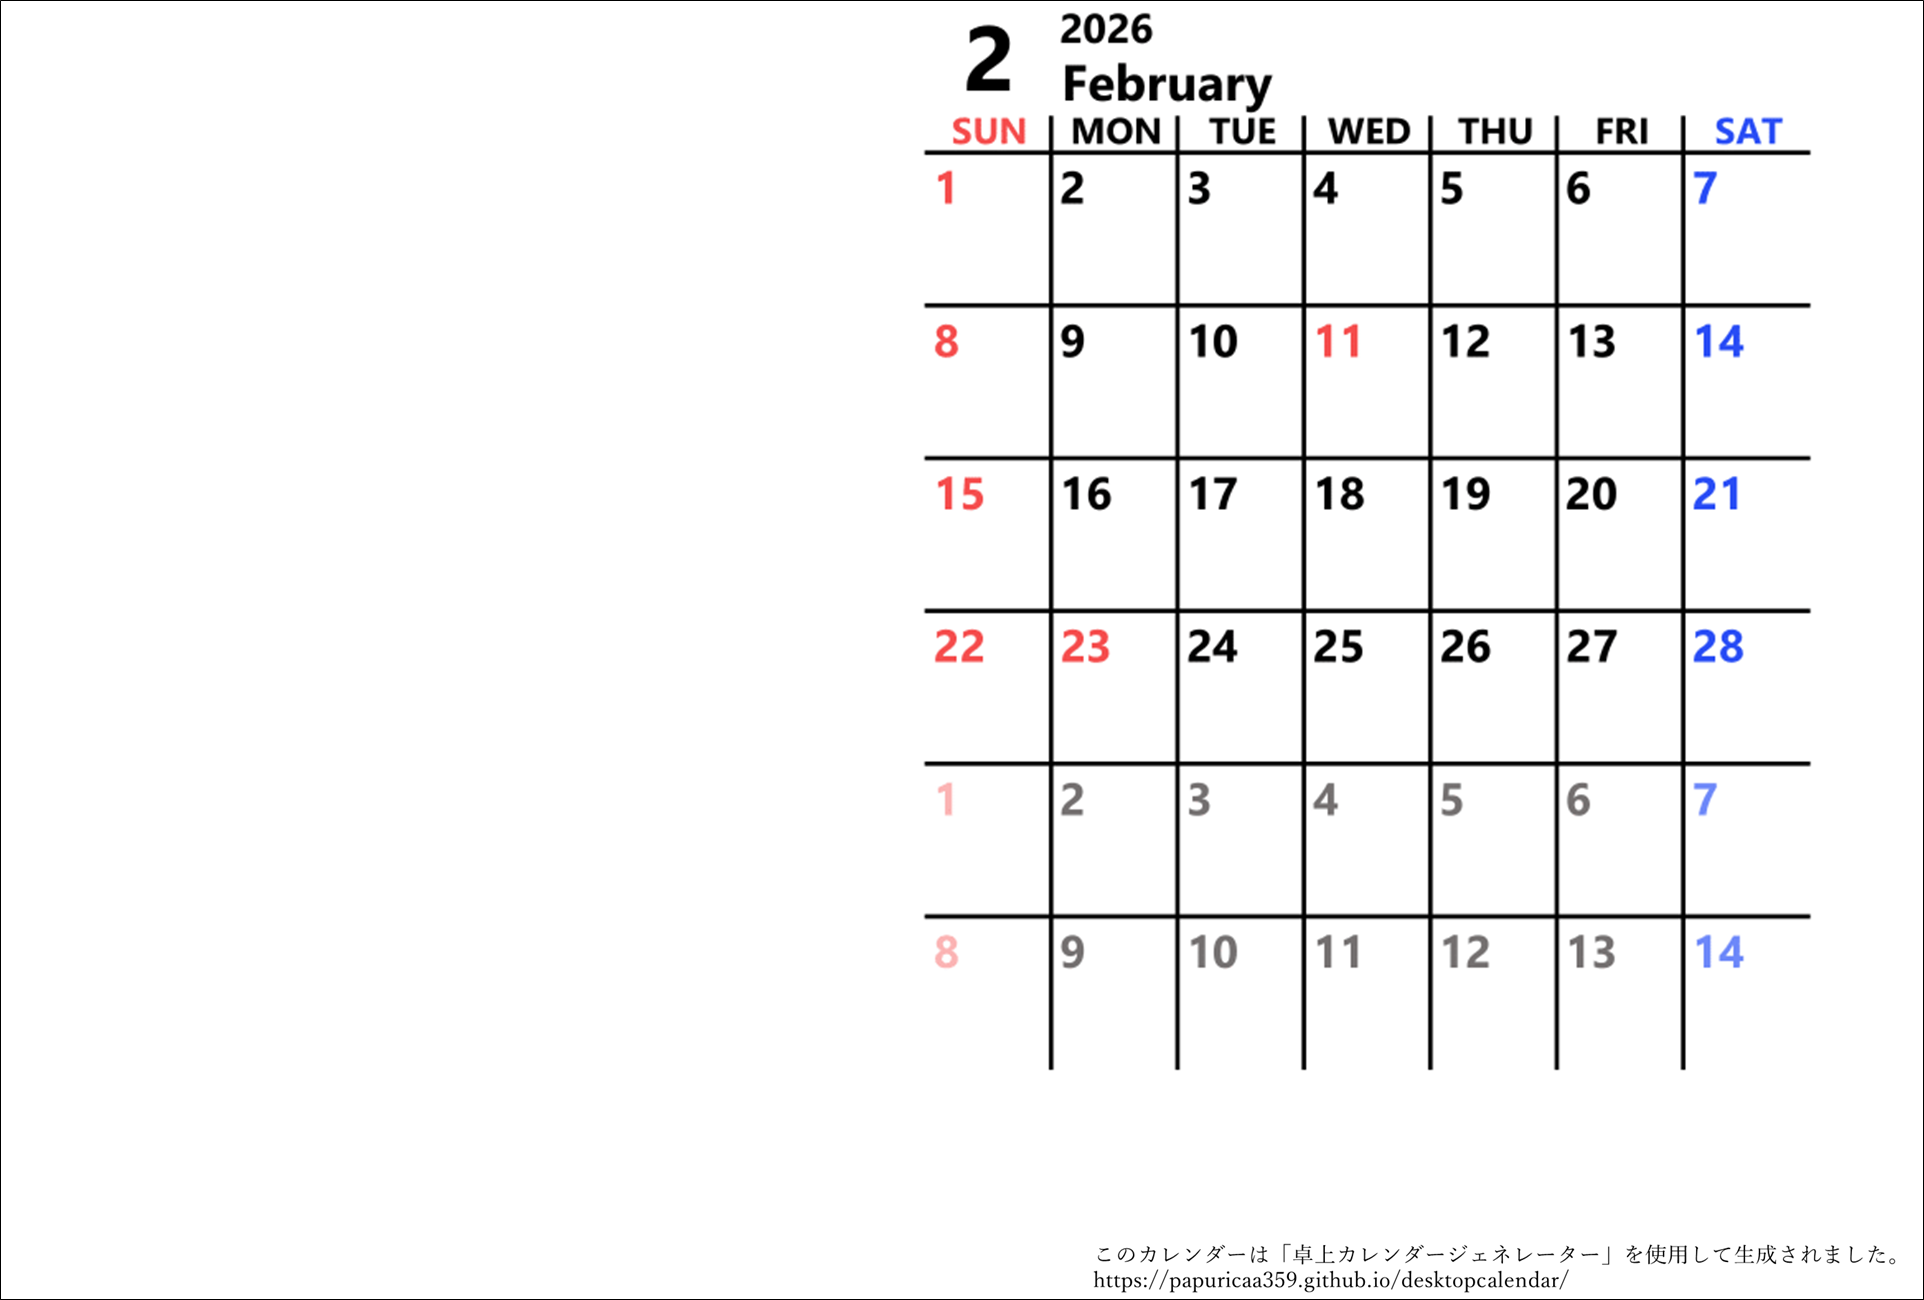 2
2026
February
SUN MON TUE WED THU FRI SAT
1 2 3 4 5 6 7
8 9 10 11 12 13 14
15 16 17 18 19 20 21
22 23 24 25 26 27 28
1 2 3 4 5 6 7
8 9 10 11 12 13 14
このカレンダーは「卓上カレンダージェネレーター」を使用して生成されました。
https://papuricaa359.github.io/desktopcalendar/